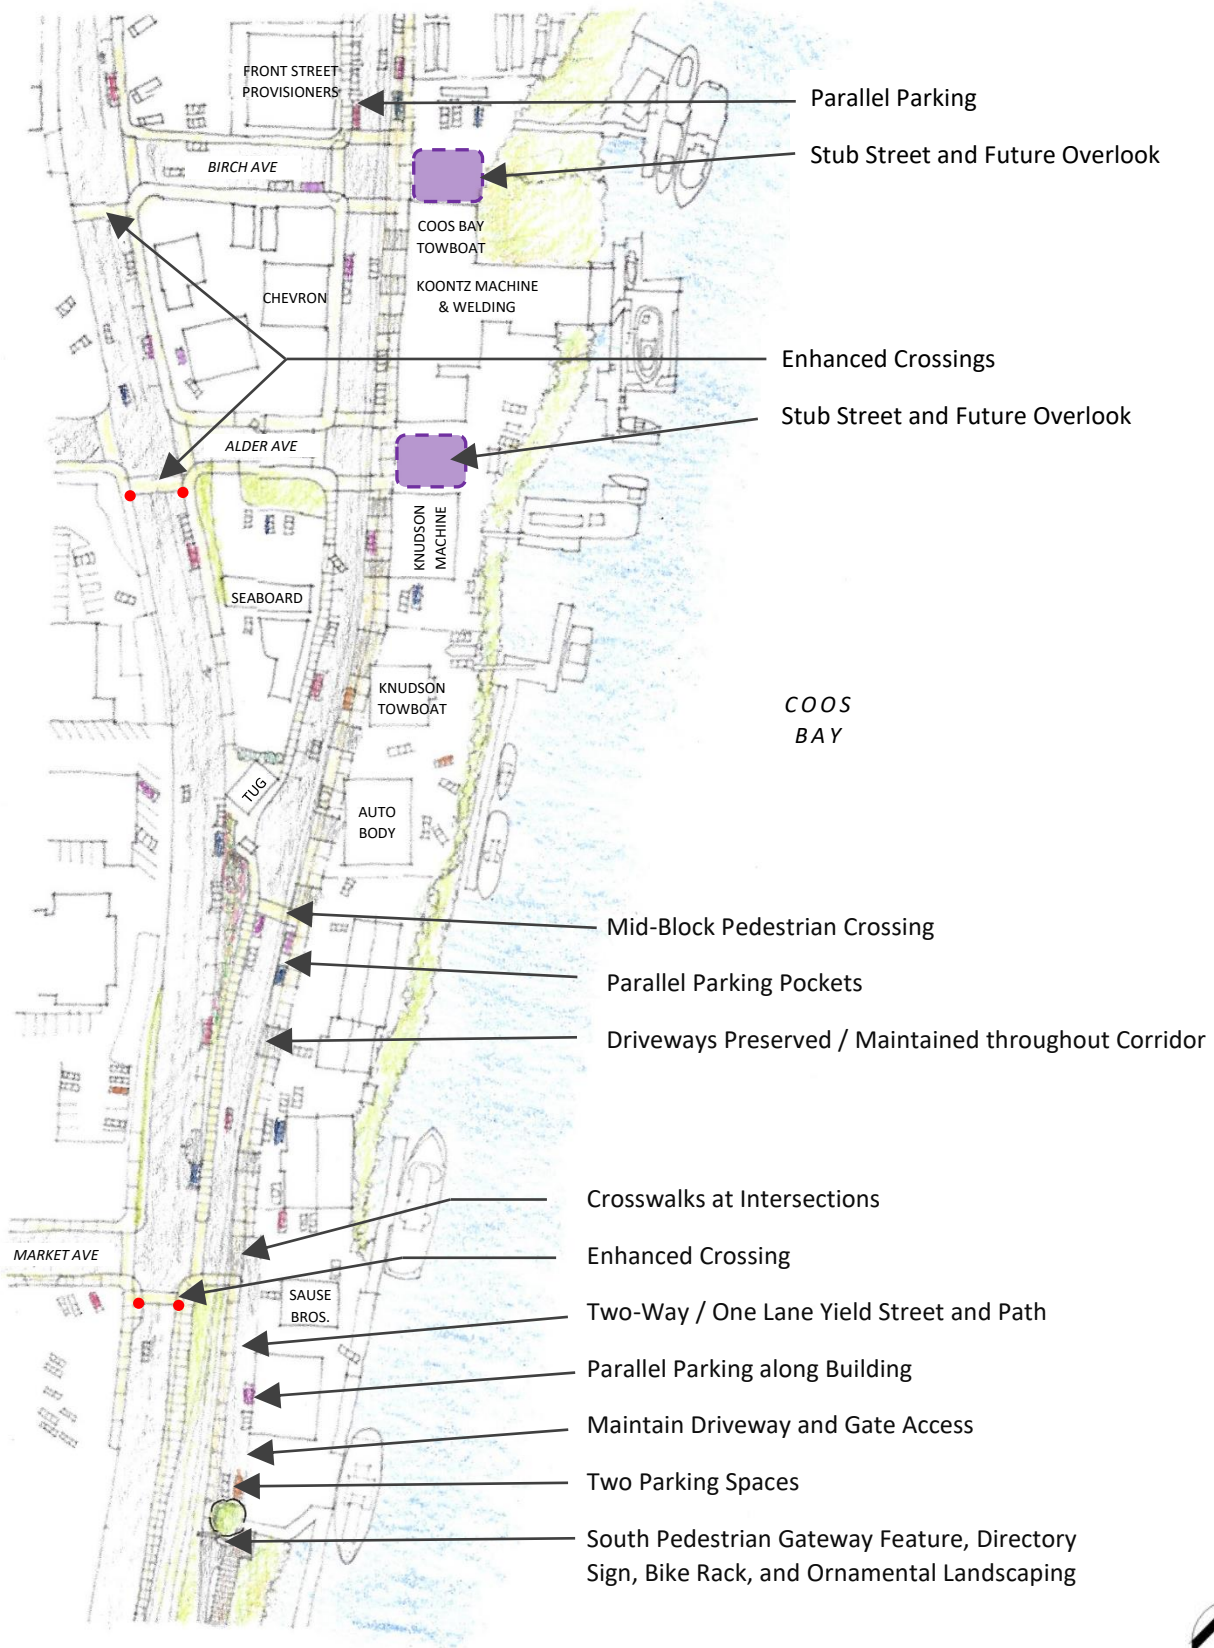 FRONT STREET
PROVISIONERS
Parallel Parking
Stub Street and Future Overlook
BIRCH AVE
COOS BAY
TOWBOAT
CHEVRON
KOONTZ MACHINE
& WELDING
Enhanced Crossings
Stub Street and Future Overlook
ALDER AVE
KNUDSON
MACHINE
SEABOARD
KNUDSON
TOWBOAT
COOS
BAY
TUG
AUTO
BODY
Mid-Block Pedestrian Crossing
Parallel Parking Pockets
Driveways Preserved / Maintained throughout Corridor
Crosswalks at Intersections
MARKET AVE
Enhanced Crossing
SAUSE
BROS.
Two-Way / One Lane Yield Street and Path
Parallel Parking along Building
Maintain Driveway and Gate Access
Two Parking Spaces
South Pedestrian Gateway Feature, Directory
Sign, Bike Rack, and Ornamental Landscaping